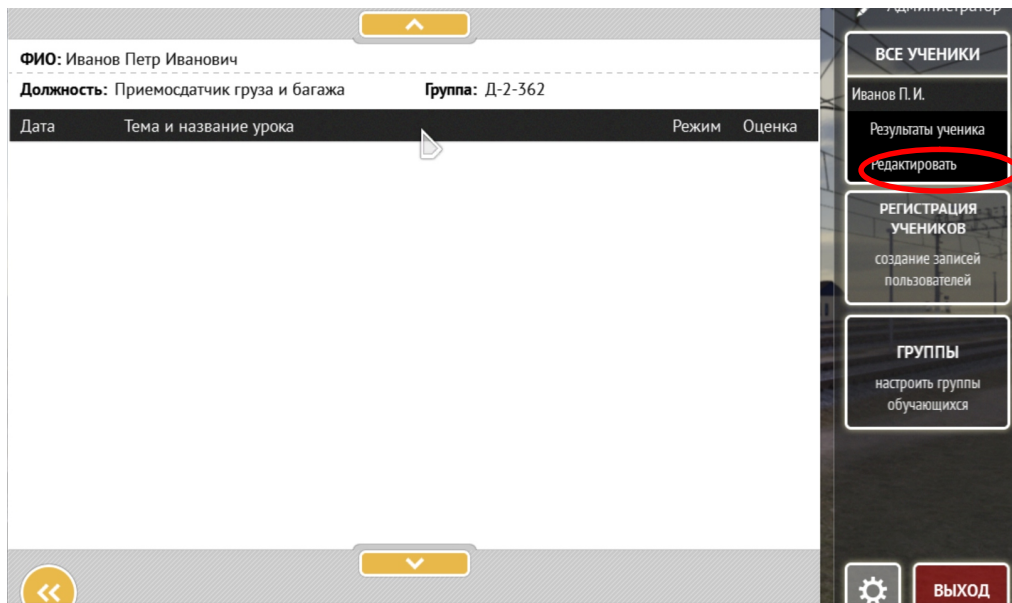 Администратор
ФИО: Иванов Петр Иванович
Должность: Приемосдатчик груза и багажа Группа: Д-2-362
Дата Тема и название урока Режим Оценка
ВСЕ УЧЕНИКИ
Иванов П. И.
Результаты ученика
Редактировать
РЕГИСТРАЦИЯ
УЧЕНИКОВ
создание записей
пользователей
ГРУППЫ
настроить группы
обучающихся
ВЫХОД